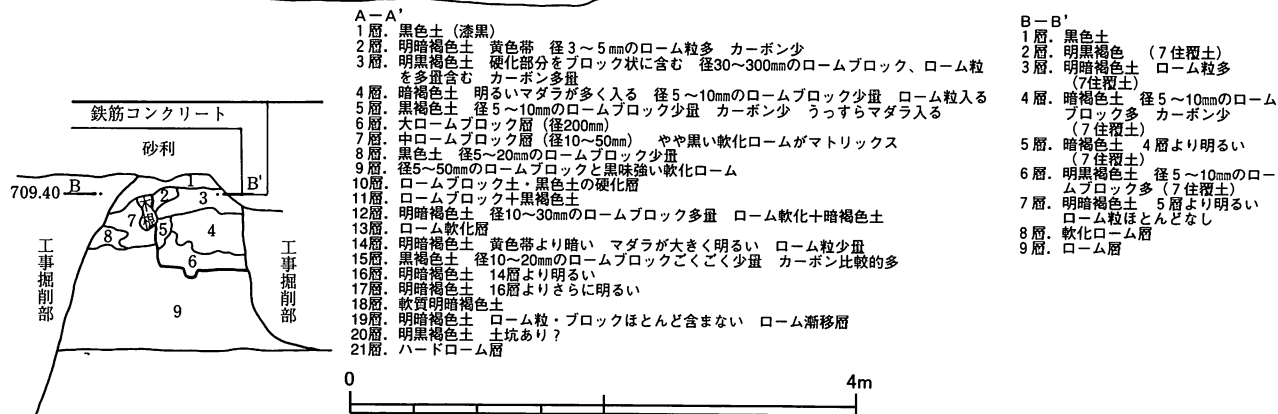 鉄筋コンクリート
砂利
709.40 B B'
1
2
3
7
4
5
8
6
9
工事掘削部
工事掘削部
A－A'
1層．黒色土（漆黒）
2層．明暗褐色土　黄色帯　径3～5㎜のローム粒多　カーボン少
3層．明黒褐色土　硬化部分をブロック状に含む　径30～300㎜のロームブロック、ローム粒
を多量含む　カーボン多量
4層．暗褐色土　明るいマダラが多く入る　径5～10㎜のロームブロック少量　ローム粒入る
5層．黒褐色土　径5～10㎜のロームブロック少量　カーボン少　うっすらマダラ入る
6層．大ロームブロック層（径200㎜）
7層．中ロームブロック層（径10～50㎜）　やや黒い軟化ロームがマトリックス
8層．黒色土　径5～20㎜のロームブロック少量
9層．径5～50㎜のロームブロックと黒味強い軟化ローム
10層．ロームブロック土・黒色土の硬化層
11層．ロームブロック＋黒褐色土
12層．明暗褐色土　径10～30㎜のロームブロック多量　ローム軟化＋暗褐色土
13層．ローム軟化層
14層．明暗褐色土　黄色帯より暗い　マダラが大きく明るい　ローム粒少量
15層．黒褐色土　径10～20㎜のロームブロックごくごく少量　カーボン比較的多
16層．明暗褐色土　14層より明るい
17層．明暗褐色土　16層よりさらに明るい
18層．軟質明暗褐色土
19層．明暗褐色土　ローム粒・ブロックほとんど含まない　ローム漸移層
20層．明黒褐色土　土坑あり？
21層．ハードローム層
B－B'
1層．黒色土
2層．明黒褐色　（7住覆土）
3層．明暗褐色土　ローム粒多
（7住覆土）
4層．暗褐色土　径5～10㎜のローム
ブロック多　カーボン少
（7住覆土）
5層．暗褐色土　4層より明るい
（7住覆土）
6層．明黒褐色土　径5～10㎜のロー
ムブロック多（7住覆土）
7層．明暗褐色土　5層より明るい
ローム粒ほとんどなし
8層．軟化ローム層
9層．ローム層
0 4m